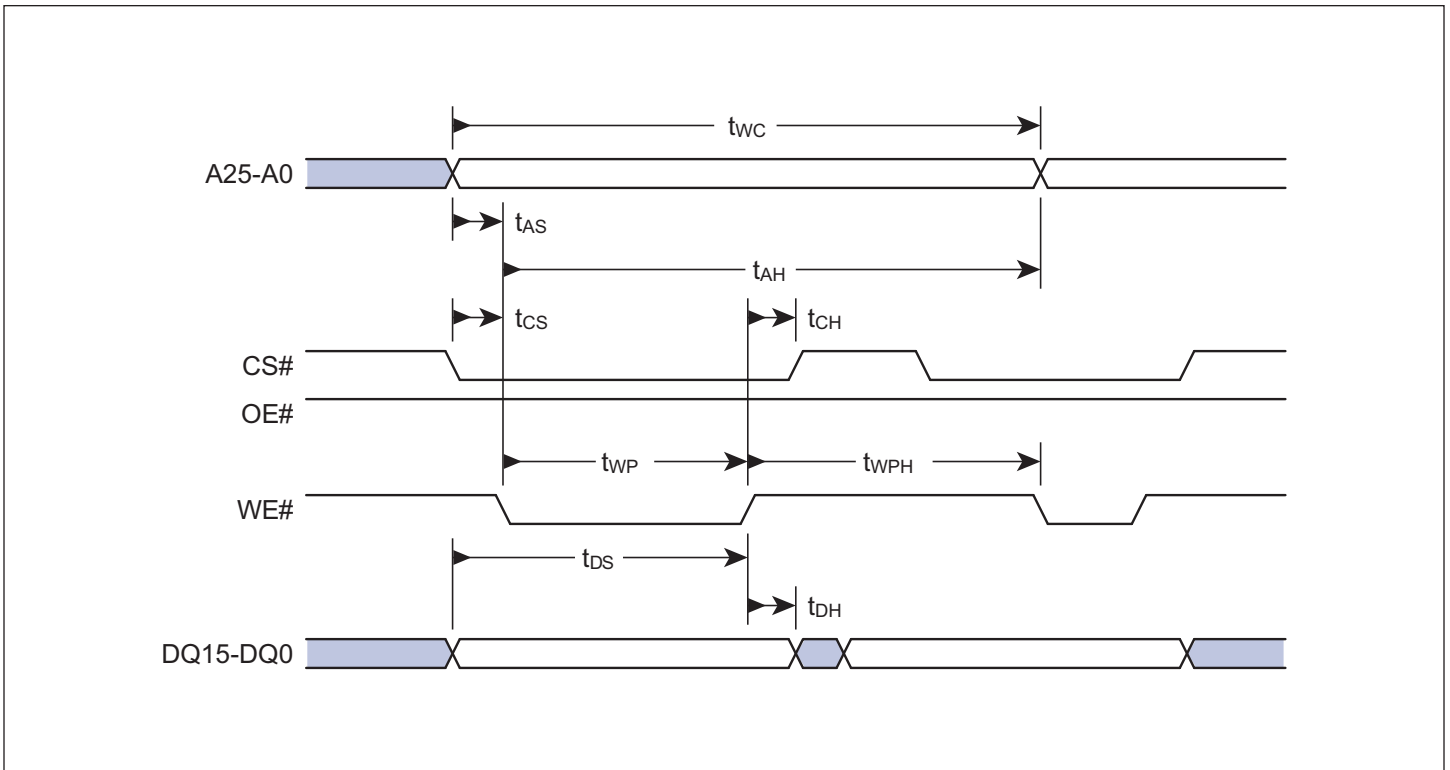 tWC
A25-A0
tAS
tAH
tCS
tCH
CS#
OE#
tWP
tWPH
WE#
tDS
tDH
DQ15-DQ0